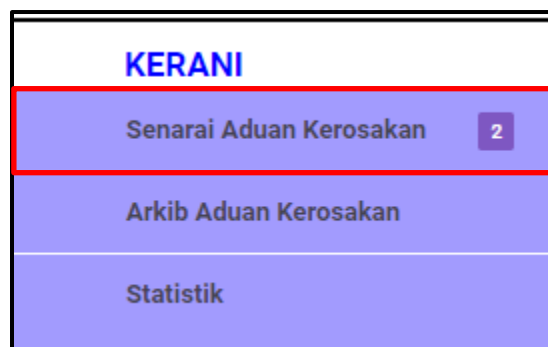 KERANI
Senarai Aduan Kerosakan 2
Arkib Aduan Kerosakan
Statistik